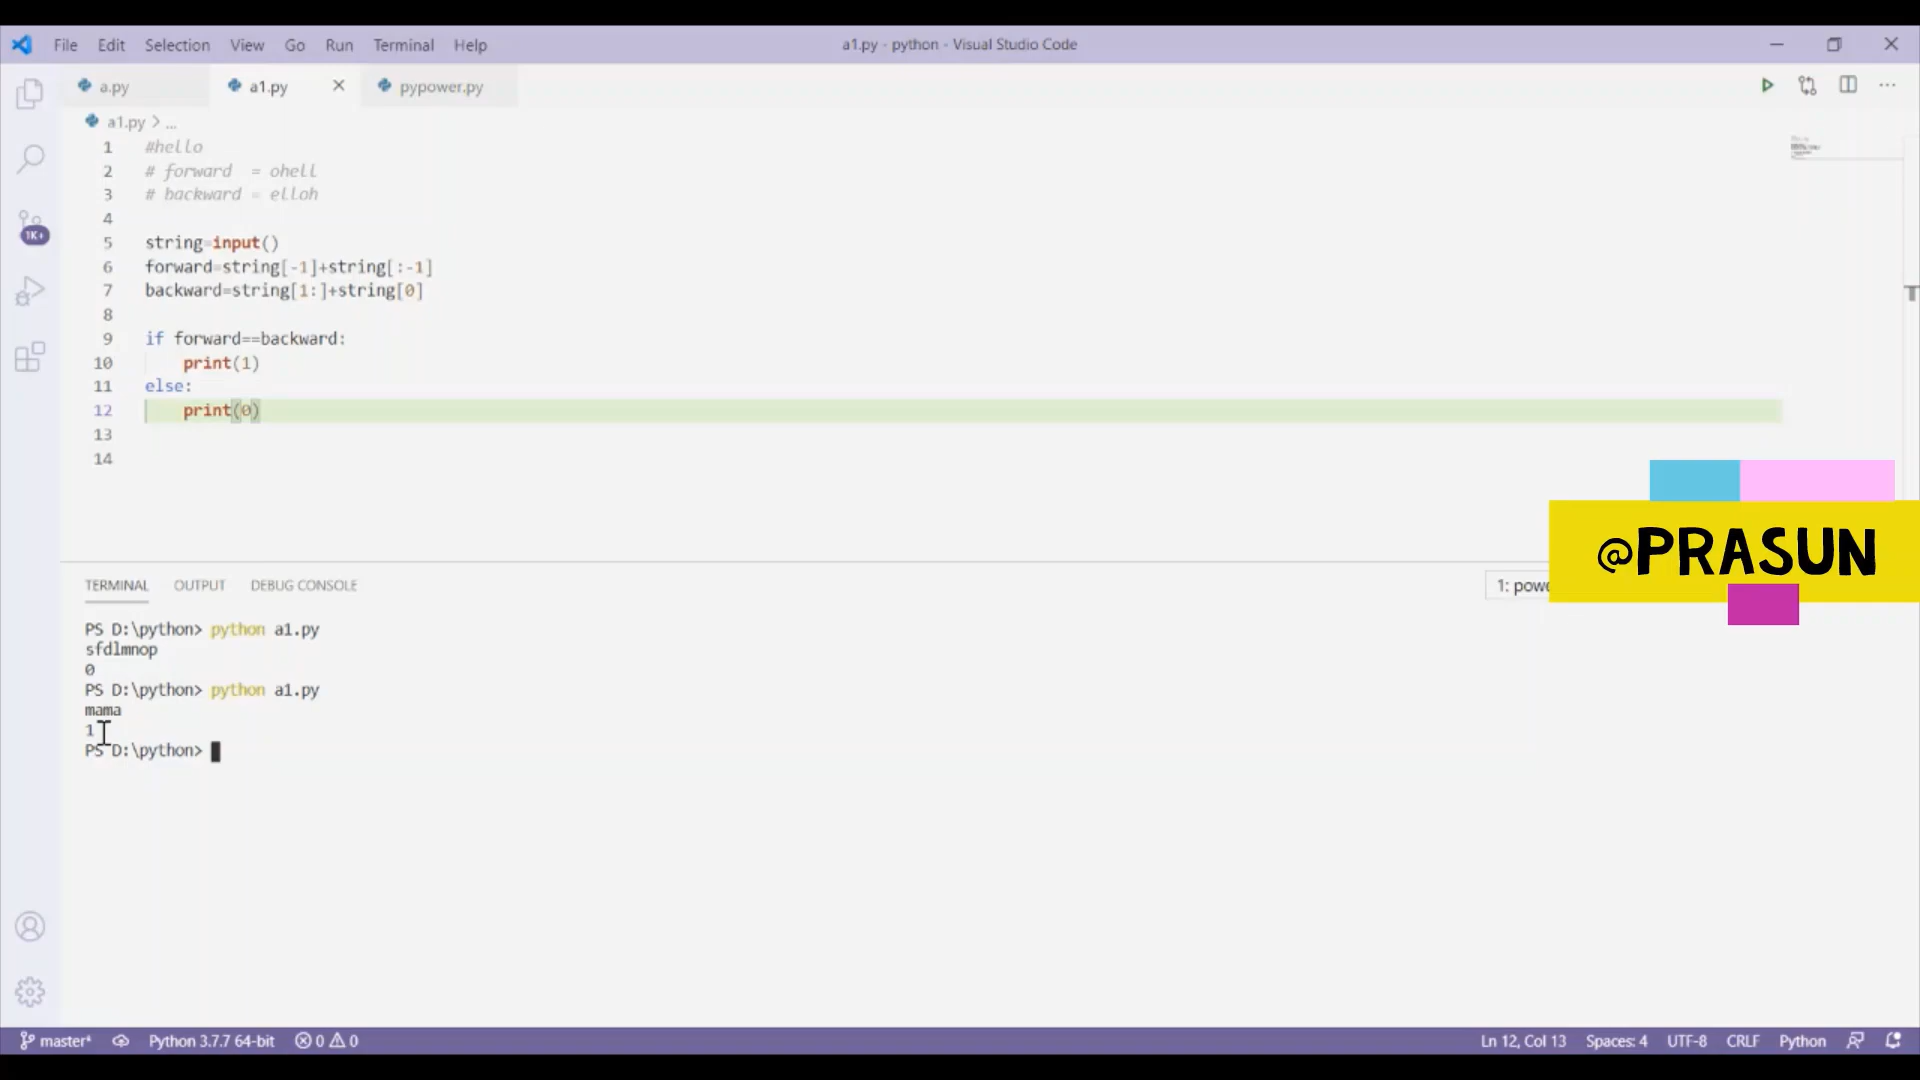 File Edit Selection View Go Run Terminal Help
a1.py - python - Visual Studio Code
a.py
a1.py
pypower.py
a1.py > ...
1 #hello
2 # forward  = ohell
3 # backward = elloh
4
5 string=input()
6 forward=string[-1]+string[:-1]
7 backward=string[1:]+string[0]
8
9 if forward==backward:
10     print(1)
11 else:
12     print(0)
13
14
1K+
@PRASUN
TERMINAL OUTPUT DEBUG CONSOLE
1: powe
PS D:\python> python a1.py
sfdlmnop
0
PS D:\python> python a1.py
mama
1
PS D:\python>
master* Python 3.7.7 64-bit 0 0 Ln 12, Col 13 Spaces: 4 UTF-8 CRLF Python